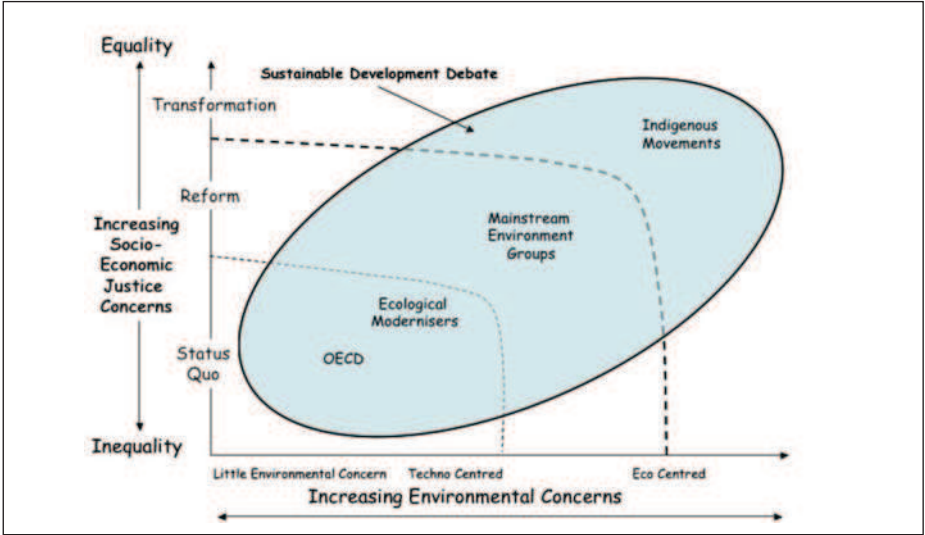 Equality
Sustainable Development Debate
Transformation
Indigenous
Movements
Reform
Mainstream
Environment
Groups
Increasing
Socio-
Economic
Justice
Concerns
Ecological
Modernisers
OECD
Status
Quo
Inequality
Little Environmental Concern
Techno Centred
Eco Centred
Increasing Environmental Concerns